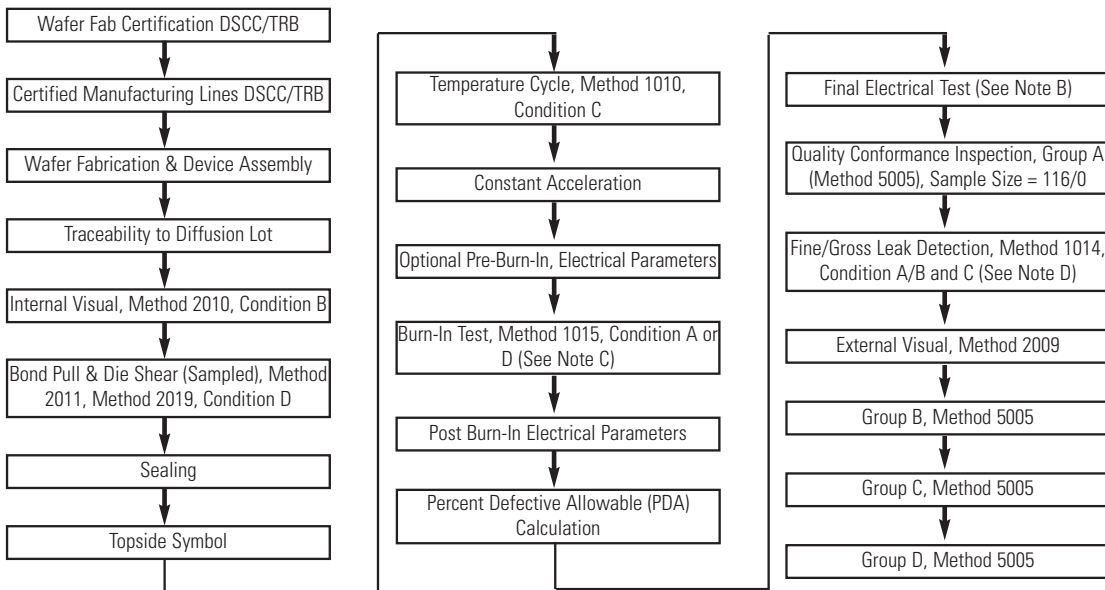 Wafer Fab Certification DSCC/TRB
Certified Manufacturing Lines DSCC/TRB
Wafer Fabrication & Device Assembly
Traceability to Diffusion Lot
Internal Visual, Method 2010, Condition B
Bond Pull & Die Shear (Sampled), Method
2011, Method 2019, Condition D
Sealing
Topside Symbol
Temperature Cycle, Method 1010,
Condition C
Constant Acceleration
Optional Pre-Burn-In, Electrical Parameters
Burn-In Test, Method 1015, Condition A or
D (See Note C)
Post Burn-In Electrical Parameters
Percent Defective Allowable (PDA)
Calculation
Final Electrical Test (See Note B)
Quality Conformance Inspection, Group A
(Method 5005), Sample Size = 116/0
Fine/Gross Leak Detection, Method 1014,
Condition A/B and C (See Note D)
External Visual, Method 2009
Group B, Method 5005
Group C, Method 5005
Group D, Method 5005